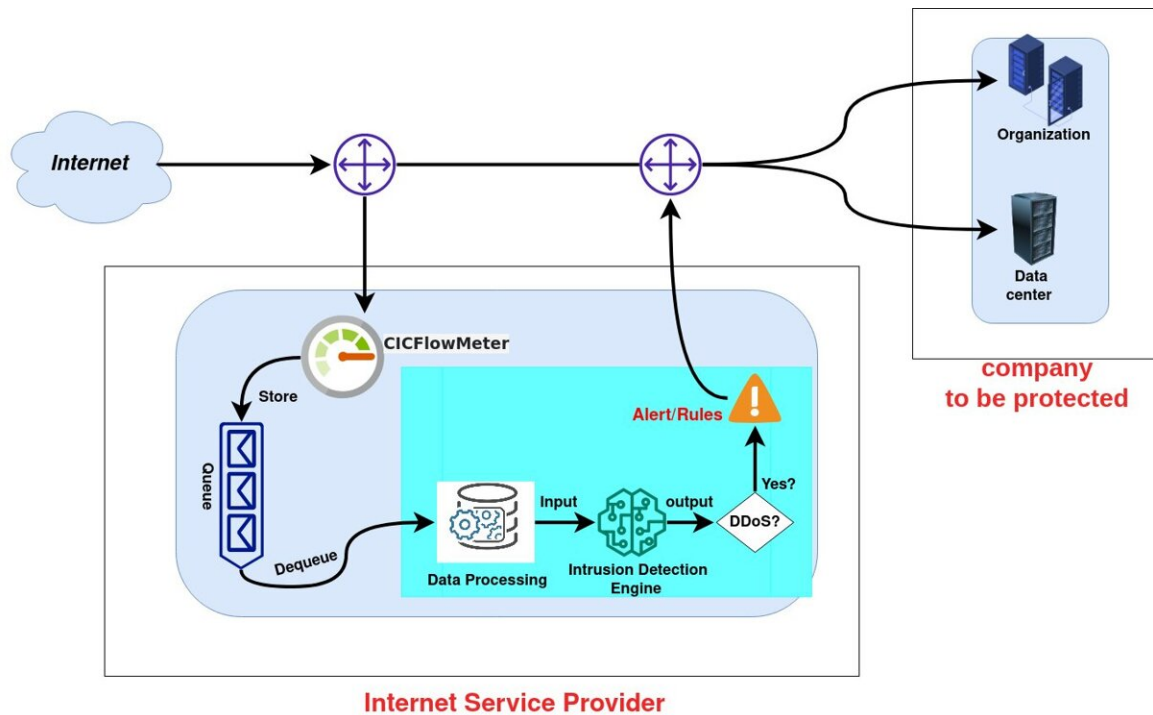 Internet
Organization
Data
center
company
to be protected
CICFlowMeter
Store
Queue
Dequeue
Alert/Rules
Yes?
Input
output
DDoS?
Data Processing
Intrusion Detection
Engine
Internet Service Provider